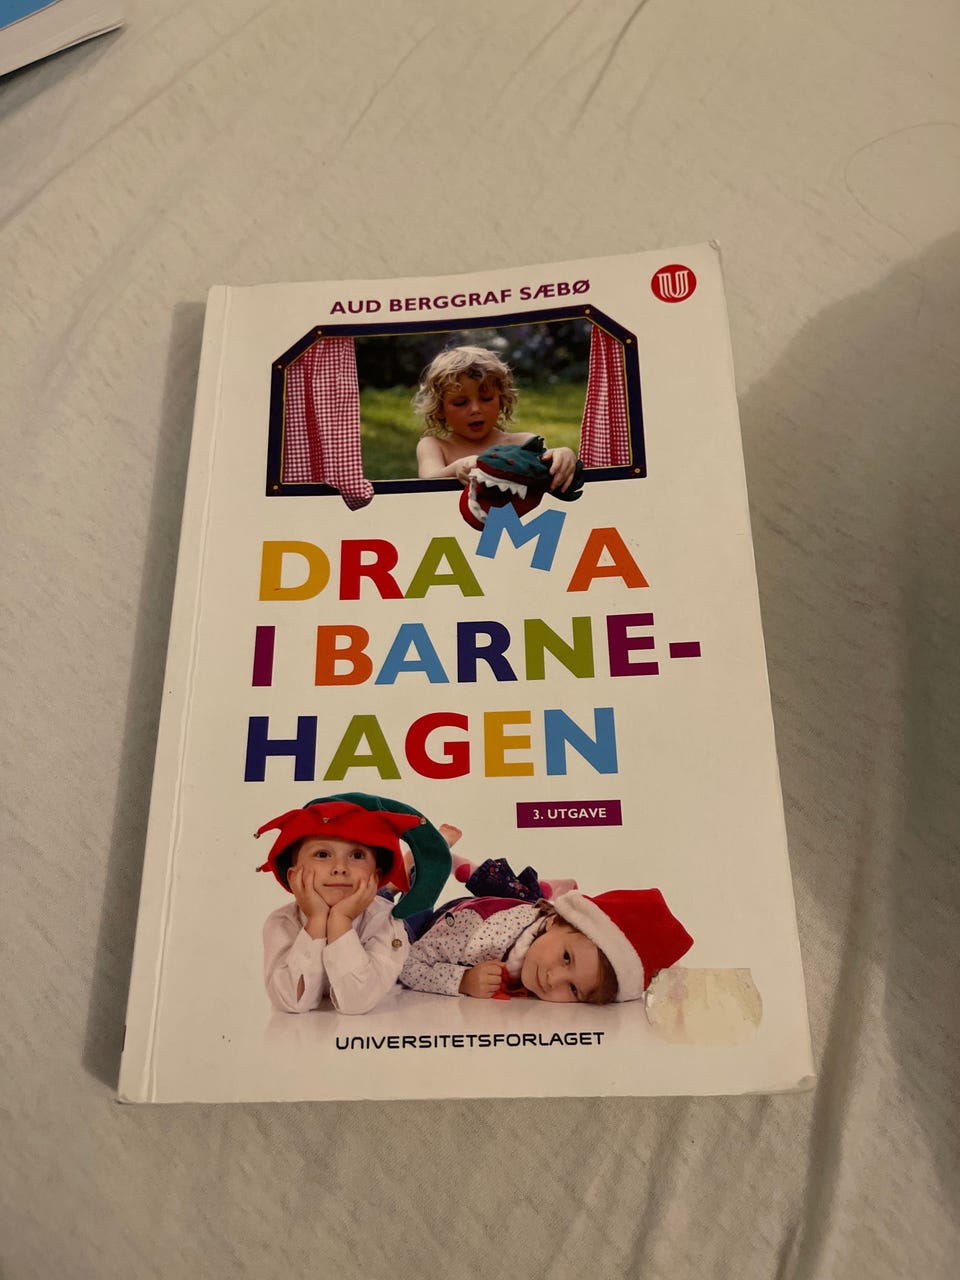 AUD BERGGRAF SÆBØ
U
DRAMA
I BARNE-
HAGEN
3. UTGAVE
UNIVERSITETSFORLAGET